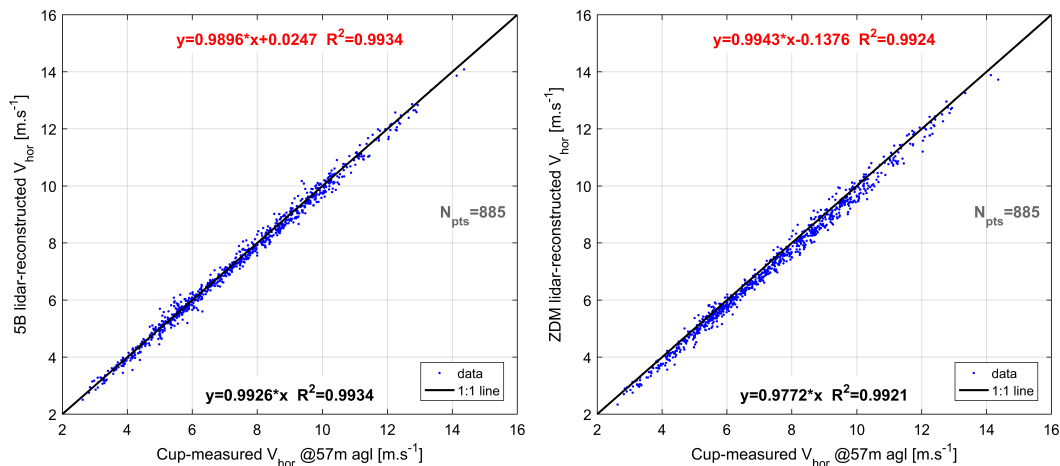 y=0.9896*x+0.0247 R²=0.9934
16
14
12
10
8
6
4
2
5B lidar-reconstructed V_hor [m.s⁻¹]
N_pts=885
data
1:1 line
y=0.9926*x R²=0.9934
2 4 6 8 10 12 14 16
Cup-measured V_hor @57m agl [m.s⁻¹]
y=0.9943*x-0.1376 R²=0.9924
16
14
12
10
8
6
4
2
ZDM lidar-reconstructed V_hor [m.s⁻¹]
N_pts=885
data
1:1 line
y=0.9772*x R²=0.9921
2 4 6 8 10 12 14 16
Cup-measured V_hor @57m agl [m.s⁻¹]